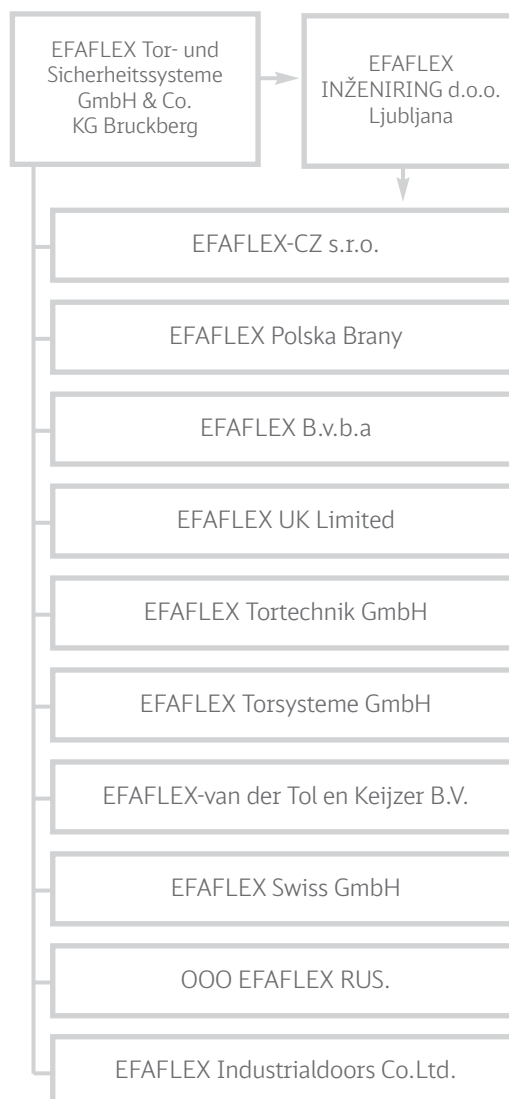 EFAFLEX Tor- und
Sicherheitssysteme
GmbH & Co.
KG Bruckberg
EFAFLEX
INŽENIRING d.o.o.
Ljubljana
EFAFLEX-CZ s.r.o.
EFAFLEX Polska Brany
EFAFLEX B.v.b.a
EFAFLEX UK Limited
EFAFLEX Tortechnik GmbH
EFAFLEX Torsysteme GmbH
EFAFLEX-van der Tol en Keijzer B.V.
EFAFLEX Swiss GmbH
OOO EFAFLEX RUS.
EFAFLEX Industrialdoors Co.Ltd.